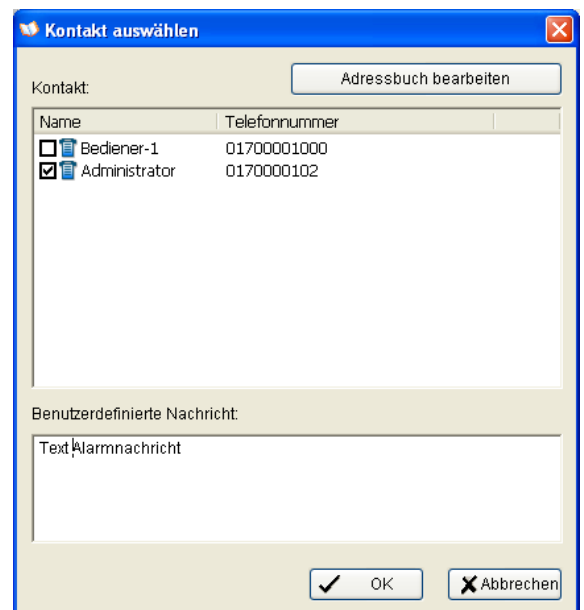 Kontakt auswählen
Adressbuch bearbeiten
Kontakt:
Name Telefonnummer
Bediener-1 01700001000
Administrator 0170000102
Benutzerdefinierte Nachricht:
Text Alarmnachricht
OK Abbrechen